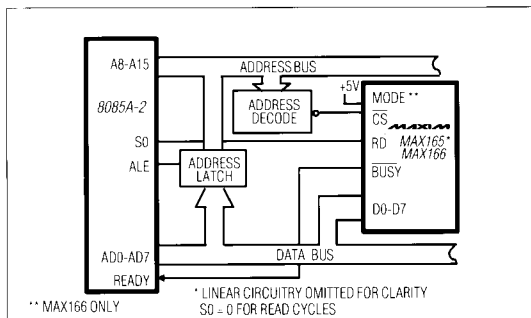 A8-A15
ADDRESS BUS
8085A-2
ADDRESS
DECODE
+5V
MODE **
CS
MAXIM
S0
RD
MAX165*
MAX166
ALE
ADDRESS
LATCH
BUSY
D0-D7
AD0-AD7
DATA BUS
READY
* LINEAR CIRCUITRY OMITTED FOR CLARITY
** MAX166 ONLY
S0 = 0 FOR READ CYCLES